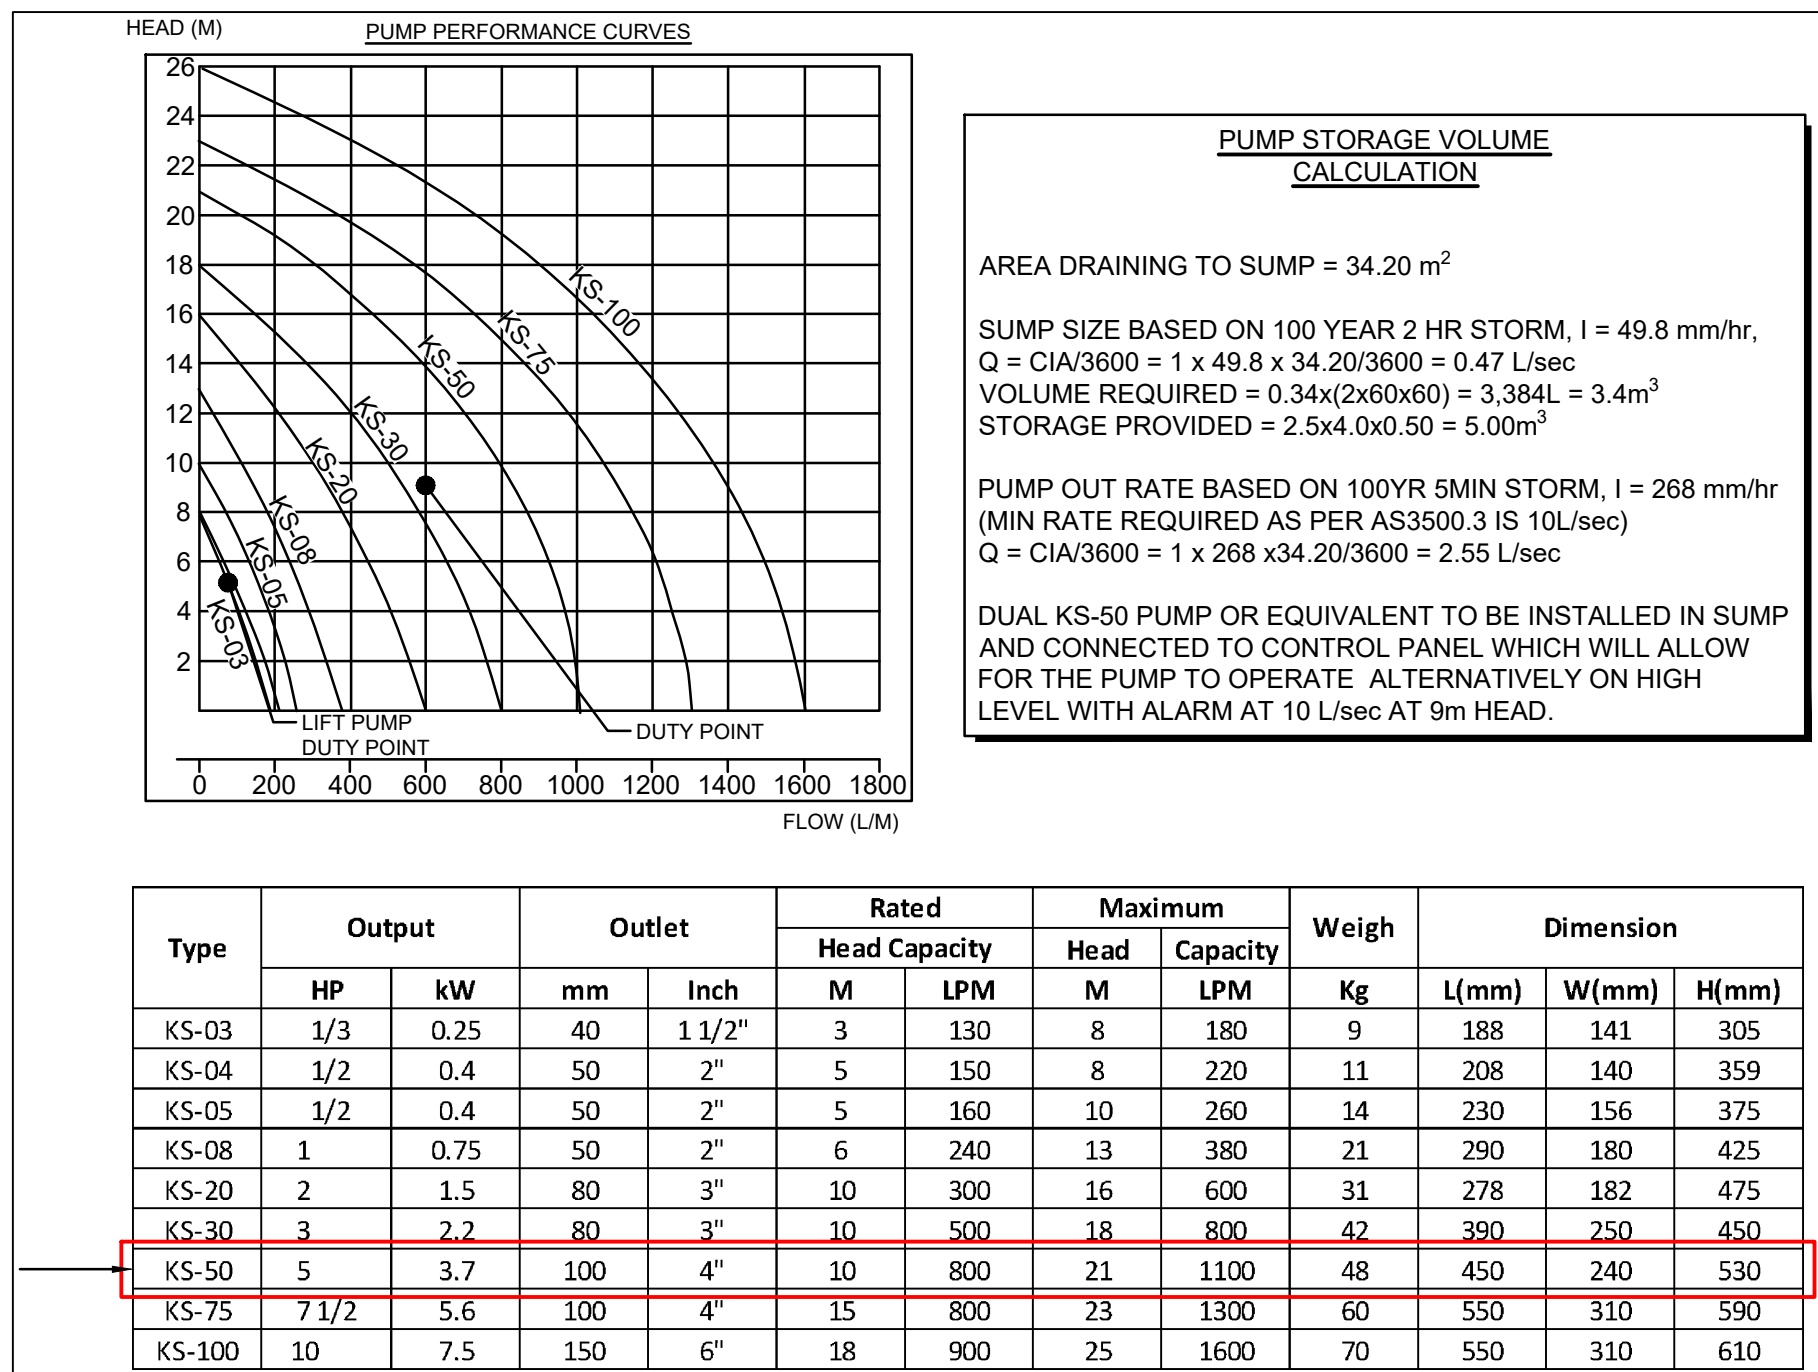 HEAD (M)
PUMP PERFORMANCE CURVES
26
24
22
20
18
16
14
12
10
8
6
4
2
KS-100
KS-75
KS-50
KS-30
KS-20
KS-08
KS-05
KS-03
LIFT PUMP
DUTY POINT
DUTY POINT
0 200 400 600 800 1000 1200 1400 1600 1800
FLOW (L/M)
PUMP STORAGE VOLUME
CALCULATION
AREA DRAINING TO SUMP = 34.20 m²
SUMP SIZE BASED ON 100 YEAR 2 HR STORM, I = 49.8 mm/hr,
Q = CIA/3600 = 1 x 49.8 x 34.20/3600 = 0.47 L/sec
VOLUME REQUIRED = 0.34x(2x60x60) = 3,384L = 3.4m³
STORAGE PROVIDED = 2.5x4.0x0.50 = 5.00m³
PUMP OUT RATE BASED ON 100YR 5MIN STORM, I = 268 mm/hr
(MIN RATE REQUIRED AS PER AS3500.3 IS 10L/sec)
Q = CIA/3600 = 1 x 268 x34.20/3600 = 2.55 L/sec
DUAL KS-50 PUMP OR EQUIVALENT TO BE INSTALLED IN SUMP
AND CONNECTED TO CONTROL PANEL WHICH WILL ALLOW
FOR THE PUMP TO OPERATE ALTERNATIVELY ON HIGH
LEVEL WITH ALARM AT 10 L/sec AT 9m HEAD.
Type Output Outlet Rated Maximum Weigh Dimension
Head Capacity Head Capacity
HP kW mm Inch M LPM M LPM Kg L(mm) W(mm) H(mm)
KS-03 1/3 0.25 40 1 1/2" 3 130 8 180 9 188 141 305
KS-04 1/2 0.4 50 2" 5 150 8 220 11 208 140 359
KS-05 1/2 0.4 50 2" 5 160 10 260 14 230 156 375
KS-08 1 0.75 50 2" 6 240 13 380 21 290 180 425
KS-20 2 1.5 80 3" 10 300 16 600 31 278 182 475
KS-30 3 2.2 80 3" 10 500 18 800 42 390 250 450
KS-50 5 3.7 100 4" 10 800 21 1100 48 450 240 530
KS-75 7 1/2 5.6 100 4" 15 800 23 1300 60 550 310 590
KS-100 10 7.5 150 6" 18 900 25 1600 70 550 310 610